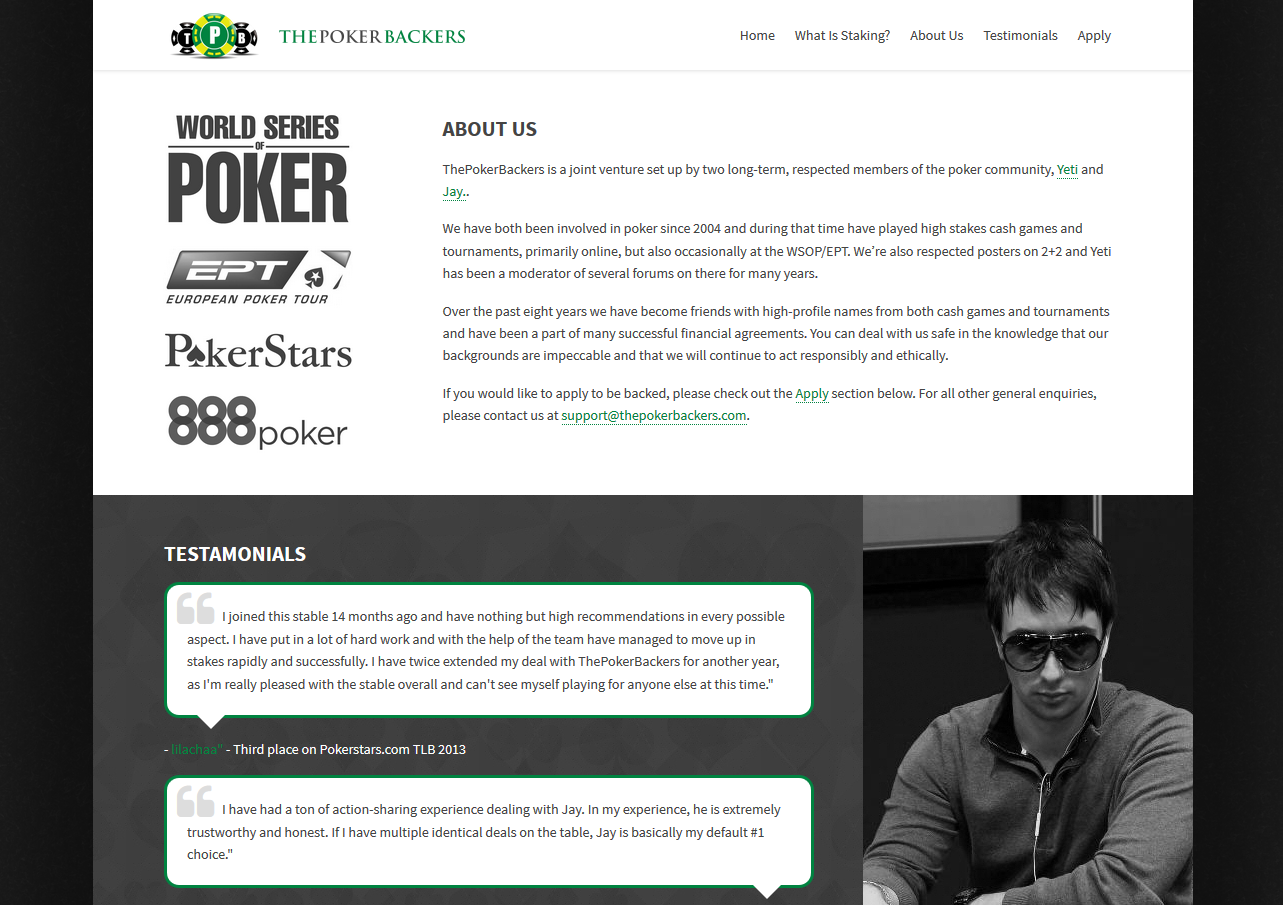 T P B THEPOKERBACKERS
Home What Is Staking? About Us Testimonials Apply
WORLD SERIES
OF
POKER
EPT
EUROPEAN POKER TOUR
PokerStars
888poker
ABOUT US
ThePokerBackers is a joint venture set up by two long-term, respected members of the poker community, Yeti and
Jay..
We have both been involved in poker since 2004 and during that time have played high stakes cash games and
tournaments, primarily online, but also occasionally at the WSOP/EPT. We’re also respected posters on 2+2 and Yeti
has been a moderator of several forums on there for many years.
Over the past eight years we have become friends with high-profile names from both cash games and tournaments
and have been a part of many successful financial agreements. You can deal with us safe in the knowledge that our
backgrounds are impeccable and that we will continue to act responsibly and ethically.
If you would like to apply to be backed, please check out the Apply section below. For all other general enquiries,
please contact us at support@thepokerbackers.com.
TESTAMONIALS
I joined this stable 14 months ago and have nothing but high recommendations in every possible
aspect. I have put in a lot of hard work and with the help of the team have managed to move up in
stakes rapidly and successfully. I have twice extended my deal with ThePokerBackers for another year,
as I'm really pleased with the stable overall and can't see myself playing for anyone else at this time."
- lilachaa" - Third place on Pokerstars.com TLB 2013
I have had a ton of action-sharing experience dealing with Jay. In my experience, he is extremely
trustworthy and honest. If I have multiple identical deals on the table, Jay is basically my default #1
choice."